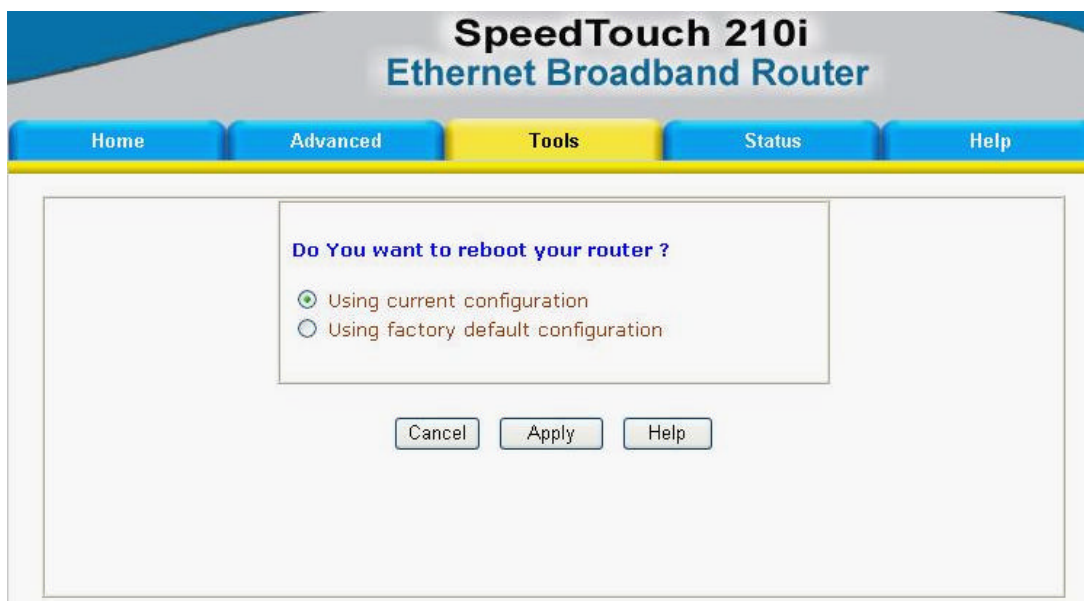 SpeedTouch 210i
Ethernet Broadband Router
Home Advanced Tools Status Help
Do You want to reboot your router ?
Using current configuration
Using factory default configuration
Cancel Apply Help